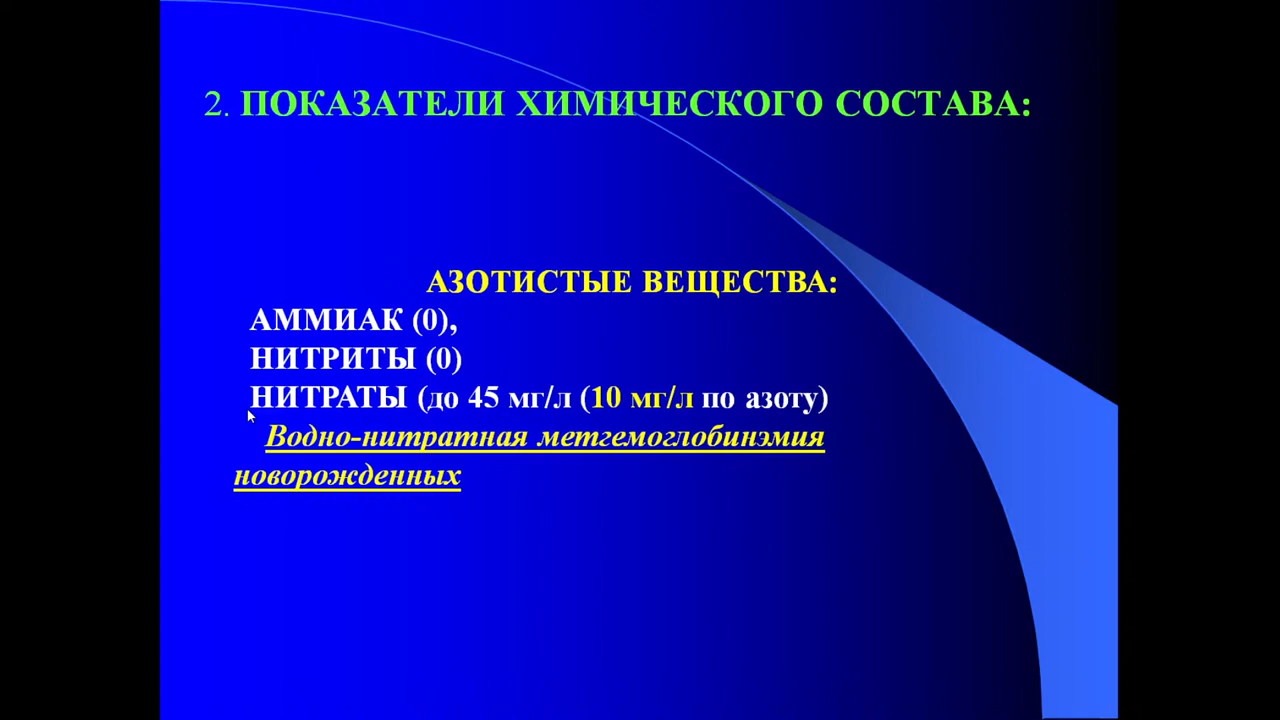 2. ПОКАЗАТЕЛИ ХИМИЧЕСКОГО СОСТАВА:
АЗОТИСТЫЕ ВЕЩЕСТВА:
АММИАК (0),
НИТРИТЫ (0)
НИТРАТЫ (до 45 мг/л (10 мг/л по азоту)
Водно-нитратная метгемоглобинэмия
новорожденных